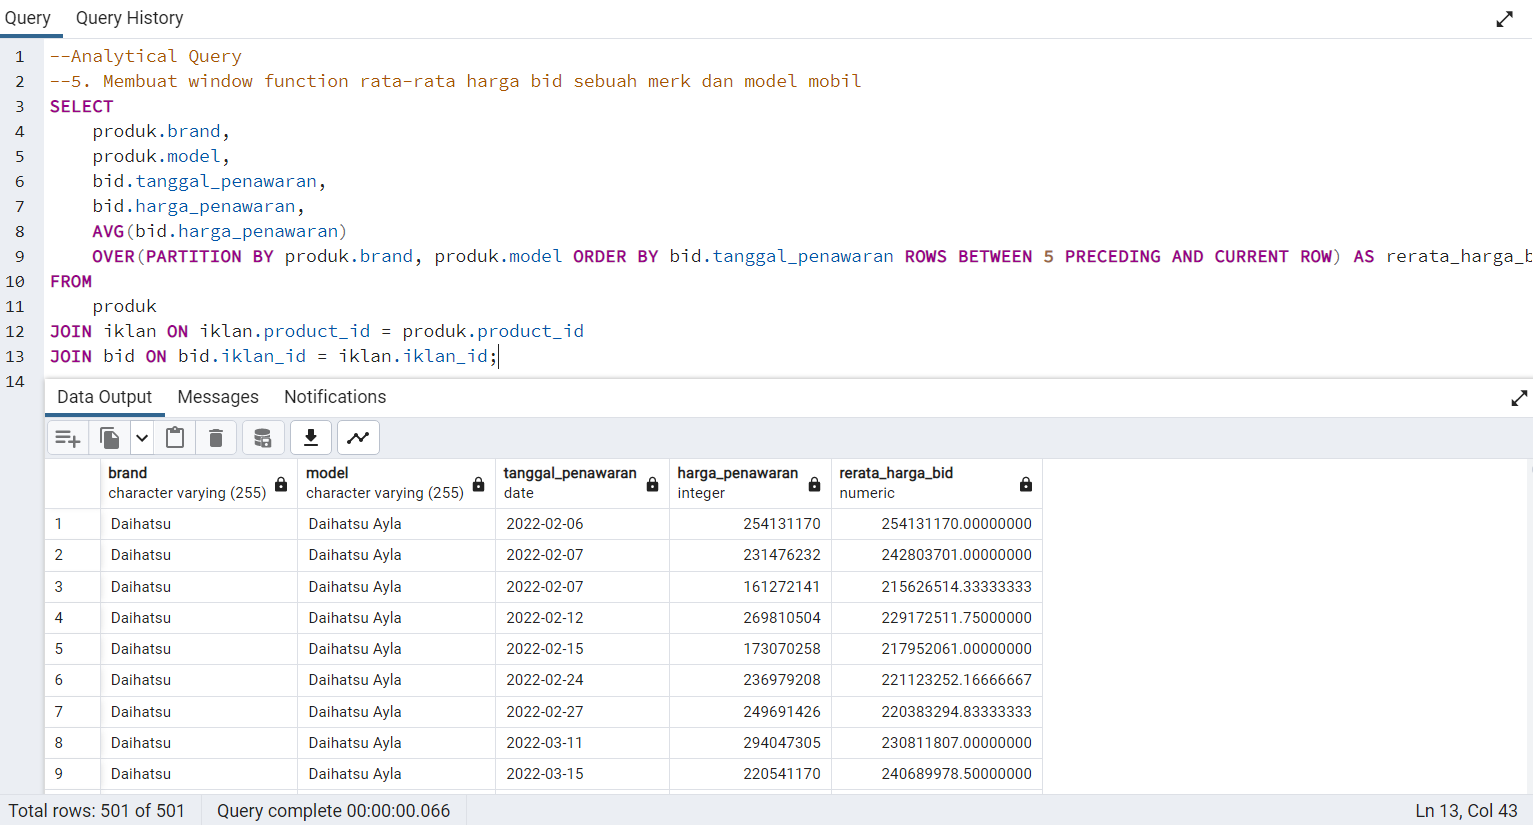 Query Query History
1 --Analytical Query
2 --5. Membuat window function rata-rata harga bid sebuah merk dan model mobil
3 SELECT
4 produk.brand,
5 produk.model,
6 bid.tanggal_penawaran,
7 bid.harga_penawaran,
8 AVG(bid.harga_penawaran)
9 OVER(PARTITION BY produk.brand, produk.model ORDER BY bid.tanggal_penawaran ROWS BETWEEN 5 PRECEDING AND CURRENT ROW) AS rerata_harga_b
10 FROM
11 produk
12 JOIN iklan ON iklan.product_id = produk.product_id
13 JOIN bid ON bid.iklan_id = iklan.iklan_id;
14
Data Output Messages Notifications
brand model tanggal_penawaran harga_penawaran rerata_harga_bid
character varying (255) character varying (255) date integer numeric
1 Daihatsu Daihatsu Ayla 2022-02-06 254131170 254131170.00000000
2 Daihatsu Daihatsu Ayla 2022-02-07 231476232 242803701.00000000
3 Daihatsu Daihatsu Ayla 2022-02-07 161272141 215626514.33333333
4 Daihatsu Daihatsu Ayla 2022-02-12 269810504 229172511.75000000
5 Daihatsu Daihatsu Ayla 2022-02-15 173070258 217952061.00000000
6 Daihatsu Daihatsu Ayla 2022-02-24 236979208 221123252.16666667
7 Daihatsu Daihatsu Ayla 2022-02-27 249691426 220383294.83333333
8 Daihatsu Daihatsu Ayla 2022-03-11 294047305 230811807.00000000
9 Daihatsu Daihatsu Ayla 2022-03-15 220541170 240689978.50000000
Total rows: 501 of 501 Query complete 00:00:00.066 Ln 13, Col 43